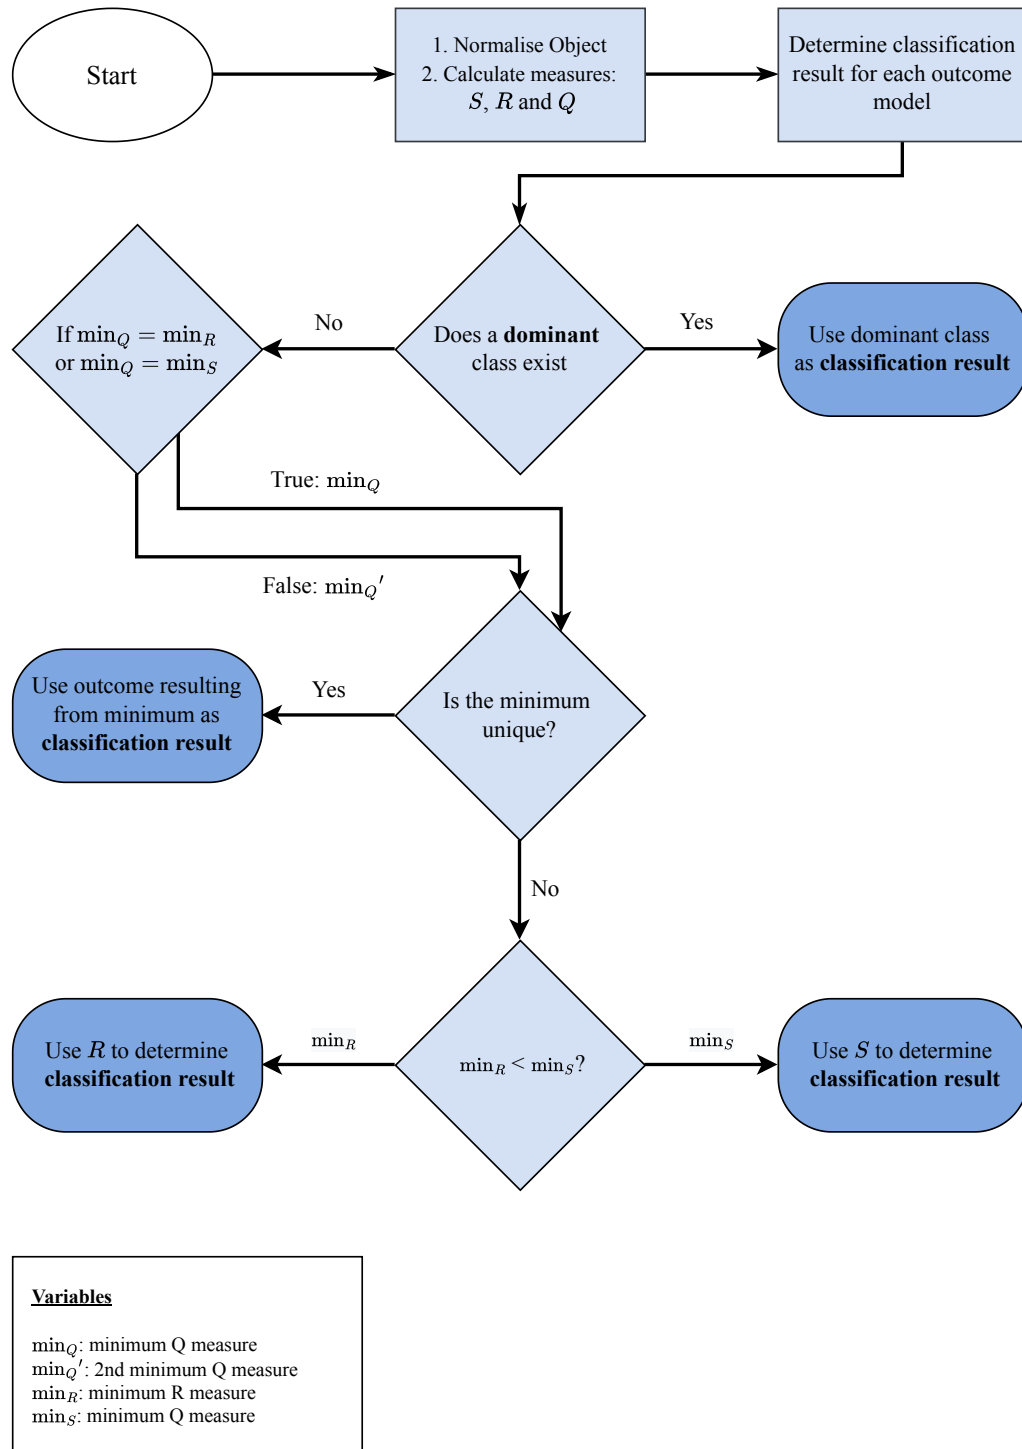 Start
1. Normalise Object
2. Calculate measures:
S, R and Q
Determine classification
result for each outcome
model
If min_Q = min_R
or min_Q = min_S
No
Does a dominant
class exist
Yes
Use dominant class
as classification result
True: min_Q
False: min_Q'
Use outcome resulting
from minimum as
classification result
Yes
Is the minimum
unique?
No
Use R to determine
classification result
min_R
min_R < min_S?
min_S
Use S to determine
classification result
Variables
min_Q: minimum Q measure
min_Q': 2nd minimum Q measure
min_R: minimum R measure
min_S: minimum Q measure